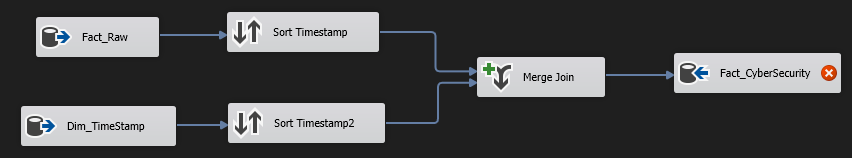 Fact_Raw
Sort Timestamp
Merge Join
Fact_CyberSecurity
Dim_TimeStamp
Sort Timestamp2